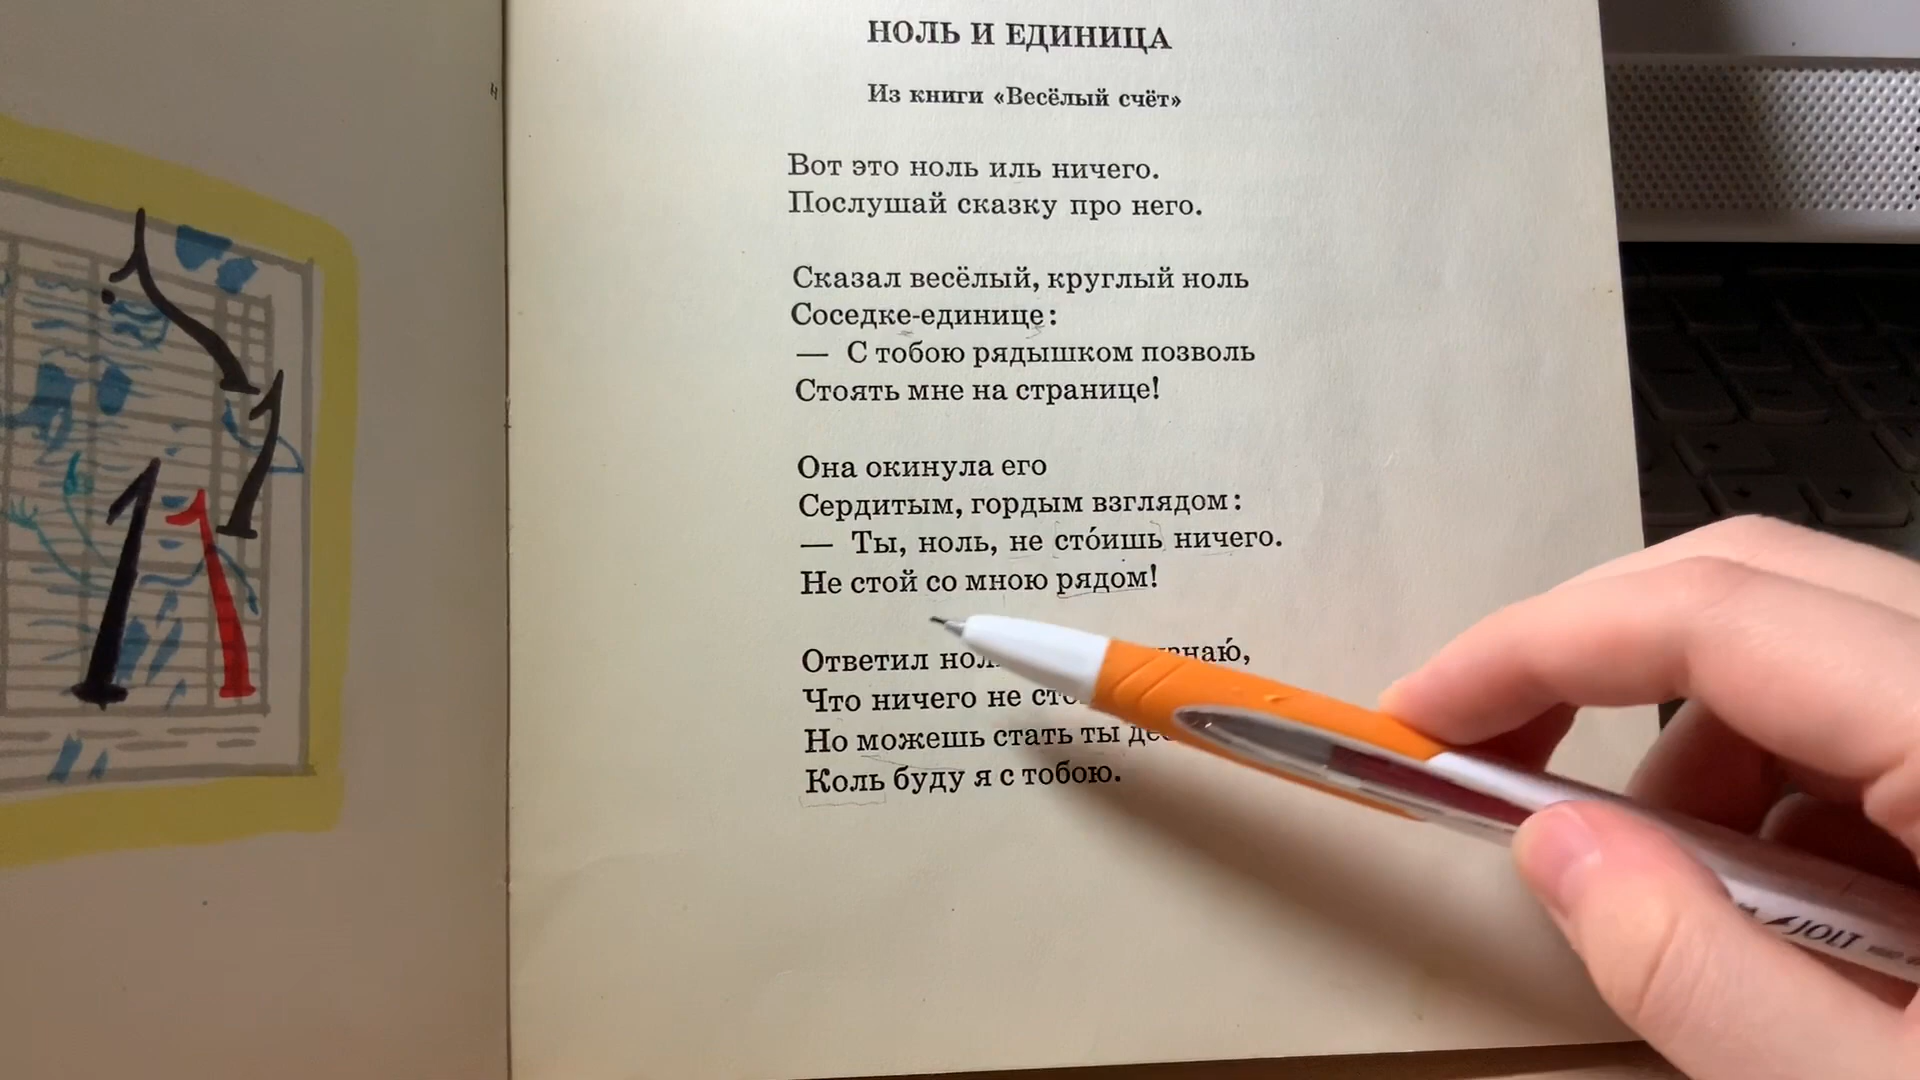 НОЛЬ И ЕДИНИЦА
Из книги «Весёлый счёт»
Вот это ноль иль ничего.
Послушай сказку про него.
Сказал весёлый, круглый ноль
Соседке-единице:
— С тобою рядышком позволь
Стоять мне на странице!
Она окинула его
Сердитым, гордым взглядом:
— Ты, ноль, не сто́ишь ничего.
Не стой со мною рядом!
Ответил
Что ничего не
Но можешь стать ты
Коль буду я с тобою.
JOLT